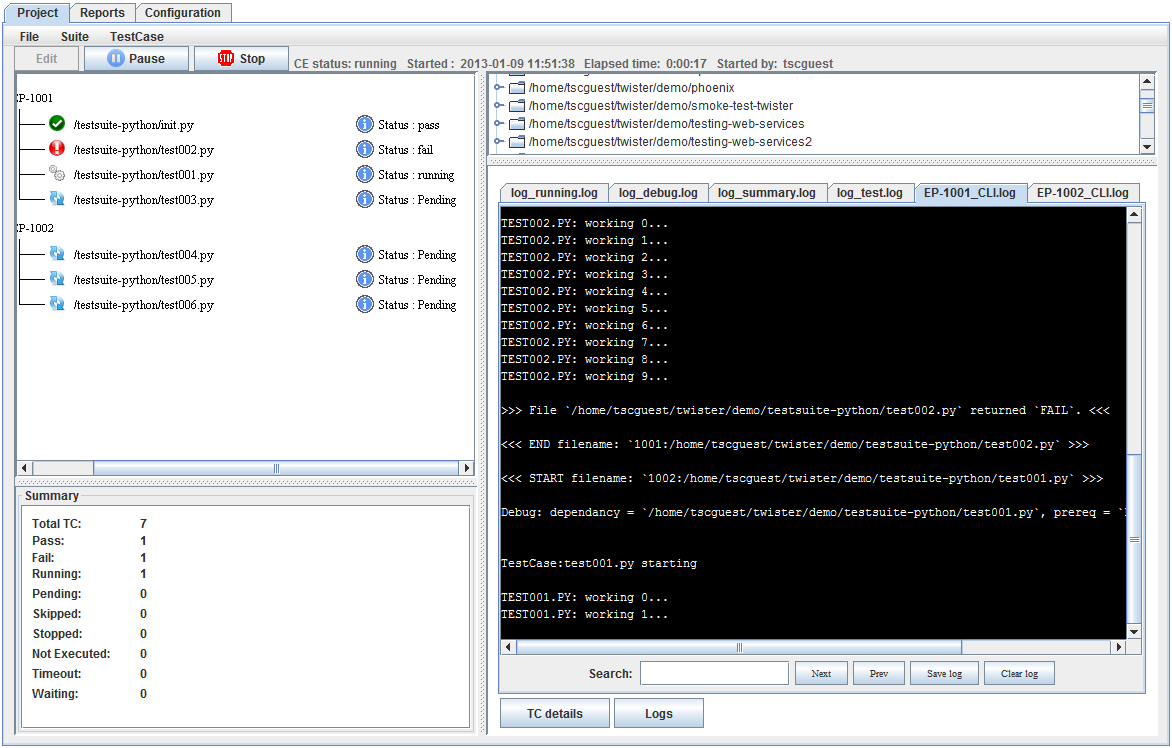 Project Reports Configuration
File Suite TestCase
Edit Pause STOP Stop CE status: running Started : 2013-01-09 11:51:38 Elapsed time: 0:00:17 Started by: tscguest
EP-1001
/testsuite-python/init.py Status : pass
/testsuite-python/test002.py Status : fail
/testsuite-python/test001.py Status : running
/testsuite-python/test003.py Status : Pending
EP-1002
/testsuite-python/test004.py Status : Pending
/testsuite-python/test005.py Status : Pending
/testsuite-python/test006.py Status : Pending
Summary
Total TC: 7
Pass: 1
Fail: 1
Running: 1
Pending: 0
Skipped: 0
Stopped: 0
Not Executed: 0
Timeout: 0
Waiting: 0
/home/tscguest/twister/demo/phoenix
/home/tscguest/twister/demo/smoke-test-twister
/home/tscguest/twister/demo/testing-web-services
/home/tscguest/twister/demo/testing-web-services2
log_running.log log_debug.log log_summary.log log_test.log EP-1001_CLI.log EP-1002_CLI.log
TEST002.PY: working 0...
TEST002.PY: working 1...
TEST002.PY: working 2...
TEST002.PY: working 3...
TEST002.PY: working 4...
TEST002.PY: working 5...
TEST002.PY: working 6...
TEST002.PY: working 7...
TEST002.PY: working 8...
TEST002.PY: working 9...
>>> File `/home/tscguest/twister/demo/testsuite-python/test002.py` returned `FAIL`. <<<
<<< END filename: `1001:/home/tscguest/twister/demo/testsuite-python/test002.py` >>>
<<< START filename: `1002:/home/tscguest/twister/demo/testsuite-python/test001.py` >>>
Debug: dependancy = `/home/tscguest/twister/demo/testsuite-python/test001.py`, prereq = `
TestCase:test001.py starting
TEST001.PY: working 0...
TEST001.PY: working 1...
Search: Next Prev Save log Clear log
TC details Logs